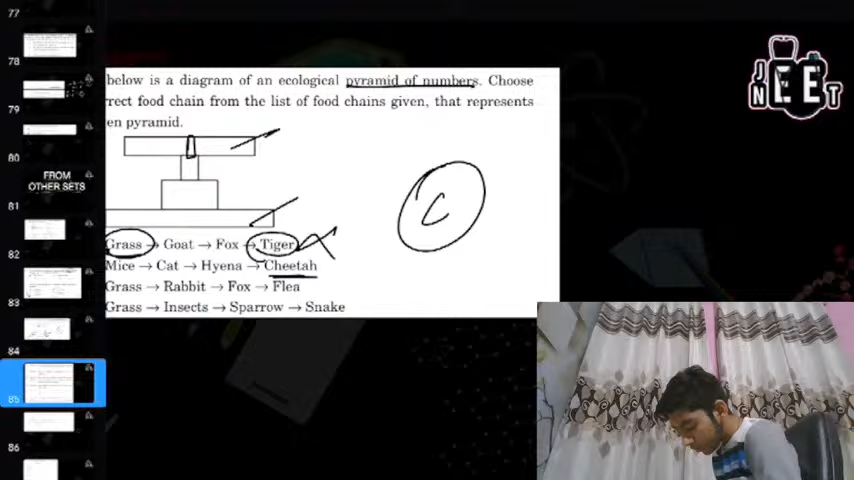 77
78
79
80
FROM
OTHER SETS
81
82
83
84
85
86
below is a diagram of an ecological pyramid of numbers. Choose
rrect food chain from the list of food chains given, that represents
en pyramid.
Grass → Goat → Fox → Tiger
Mice → Cat → Hyena → Cheetah
Grass → Rabbit → Fox → Flea
Grass → Insects → Sparrow → Snake
C
J
NEET